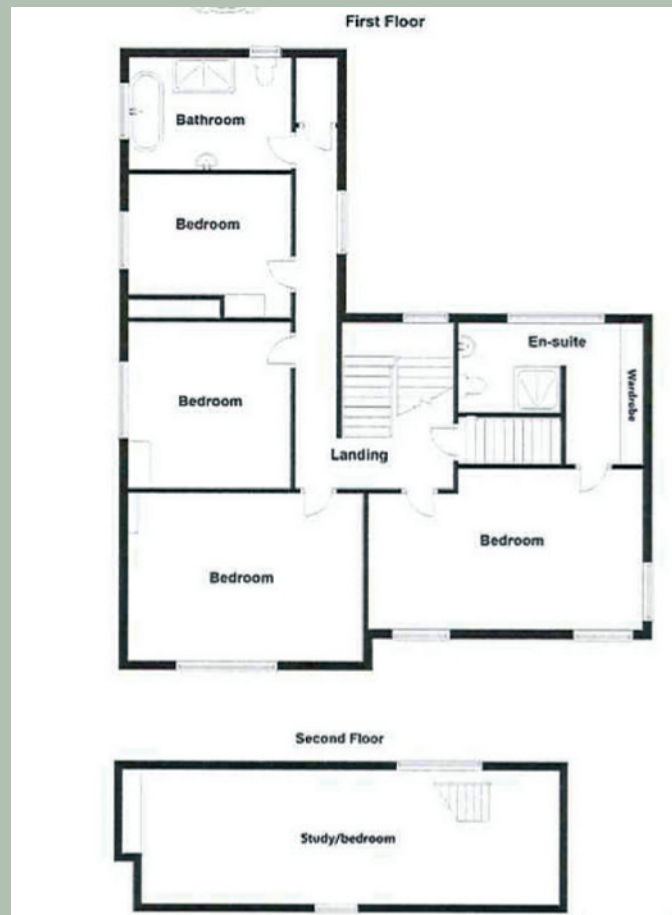 First Floor
Bathroom
Bedroom
En-suite
Wardrobe
Bedroom
Landing
Bedroom
Bedroom
Second Floor
Study/bedroom